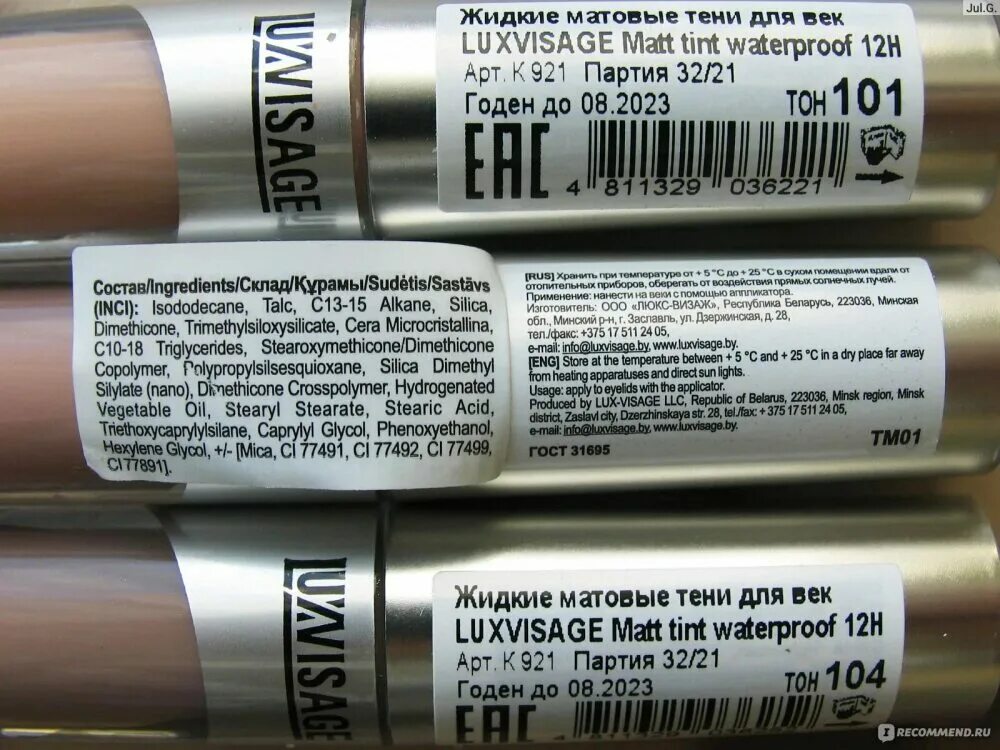 Jul.G.
LUXVISAGE
Жидкие матовые тени для век
LUXVISAGE Matt tint waterproof 12H
Арт. К 921 Партия 32/21
Годен до 08.2023
ТОН 101
EAC
4 811329 036221
Состав/Ingredients/Склад/Құрамы/Sudėtis/Sastāvs
(INCI): Isododecane, Talc, C13-15 Alkane, Silica,
Dimethicone, Trimethylsiloxysilicate, Cera Microcristallina,
C10-18 Triglycerides, Stearoxymethicone/Dimethicone
Copolymer, Polypropylsilsesquioxane, Silica Dimethyl
Silylate (nano), Dimethicone Crosspolymer, Hydrogenated
Vegetable Oil, Stearyl Stearate, Stearic Acid,
Triethoxycaprylylsilane, Caprylyl Glycol, Phenoxyethanol,
Hexylene Glycol, +/- [Mica, CI 77491, CI 77492, CI 77499,
CI 77891].
[RUS] Хранить при температуре от + 5 °C до + 25 °C в сухом помещении вдали от
отопительных приборов, оберегать от воздействия прямых солнечных лучей.
Применение: нанести на веки с помощью аппликатора.
Изготовитель: ООО «ЛЮКС-ВИЗАЖ», Республика Беларусь, 223036, Минская
обл., Минский р-н, г. Заславль, ул. Дзержинская, д. 28,
тел./факс: +375 17 511 24 05,
e-mail: info@luxvisage.by, www.luxvisage.by.
[ENG] Store at the temperature between + 5 °C and + 25 °C in a dry place far away
from heating apparatuses and direct sun lights.
Usage: apply to eyelids with the applicator.
Produced by LUX-VISAGE LLC, Republic of Belarus, 223036, Minsk region, Minsk
district, Zaslavl city, Dzerzhinskaya str. 28, tel./fax: + 375 17 511 24 05,
e-mail: info@luxvisage.by, www.luxvisage.by.
ГОСТ 31695
TM01
LUXVISAGE
Жидкие матовые тени для век
LUXVISAGE Matt tint waterproof 12H
Арт. К 921 Партия 32/21
Годен до 08.2023
ТОН 104
EAC
IRECOMMEND.RU